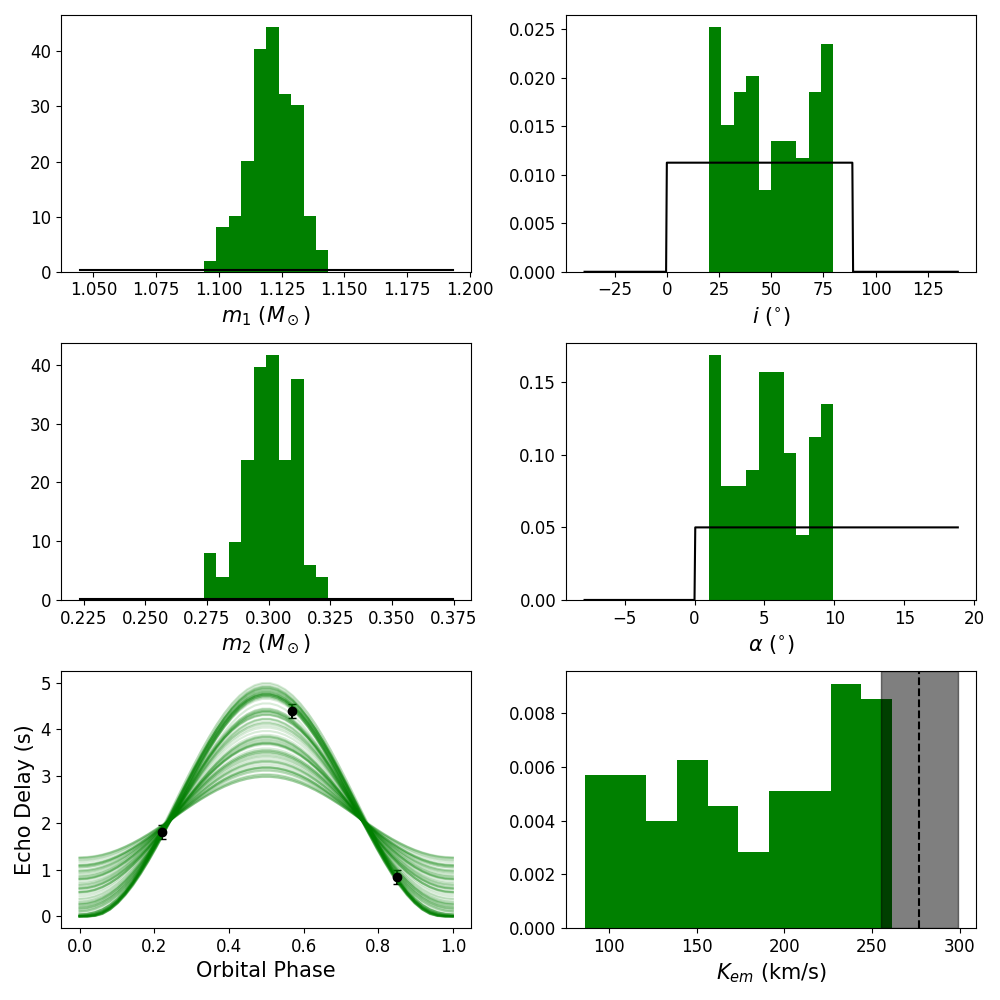 40
30
20
10
0
1.050 1.075 1.100 1.125 1.150 1.175 1.200
m₁ (M⊙)
0.025
0.020
0.015
0.010
0.005
0.000
−25 0 25 50 75 100 125
i (°)
40
30
20
10
0
0.225 0.250 0.275 0.300 0.325 0.350 0.375
m₂ (M⊙)
0.15
0.10
0.05
0.00
−5 0 5 10 15 20
α (°)
Echo Delay (s)
5
4
3
2
1
0
0.0 0.2 0.4 0.6 0.8 1.0
Orbital Phase
0.008
0.006
0.004
0.002
0.000
100 150 200 250 300
Kₑₘ (km/s)